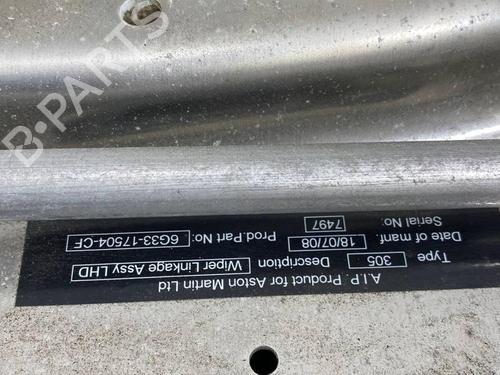 A.I.P. Product for Aston Martin Ltd
Type 305 Description Wiper Linkage Assy LHD
Date of manf. 18/07/08 Prod.Part No: 6G33-17504-CF
Serial No: 7497
B-PARTS